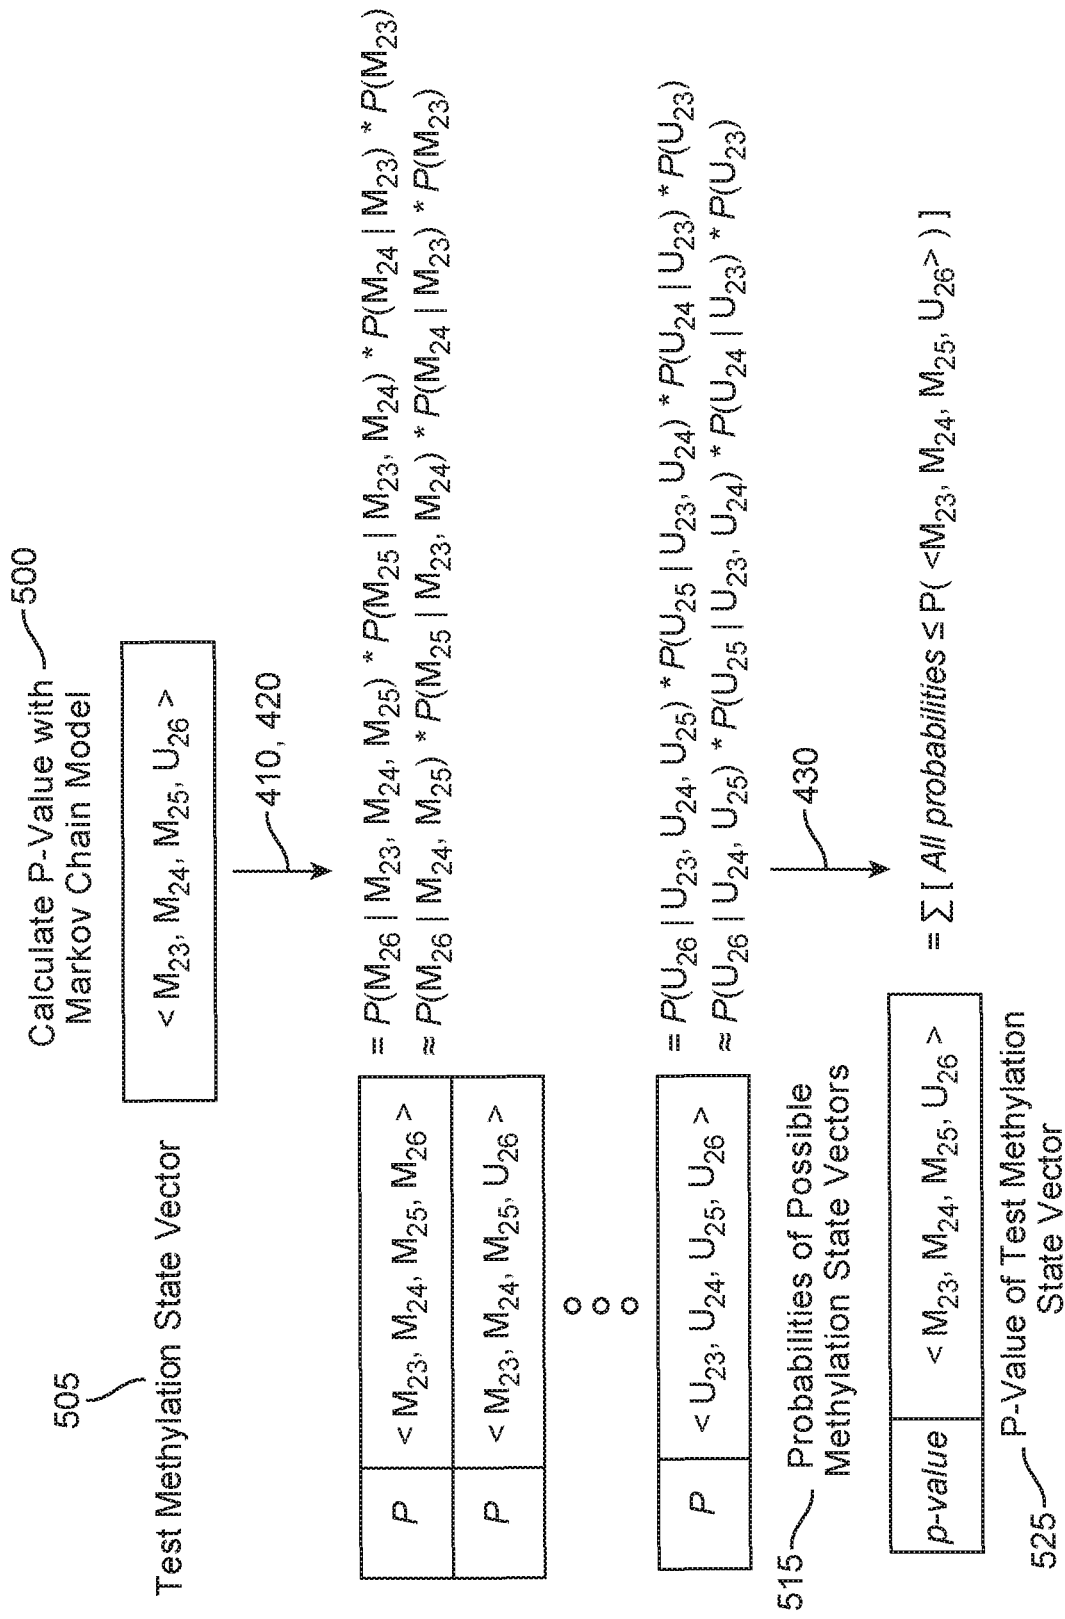 Calculate P-Value with 500
Markov Chain Model
505
Test Methylation State Vector
< M23, M24, M25, U26 >
410, 420
P < M23, M24, M25, M26 > = P(M26 | M23, M24, M25) * P(M25 | M23, M24) * P(M24 | M23) * P(M23)
≈ P(M26 | M24, M25) * P(M25 | M23, M24) * P(M24 | M23) * P(M23)
P < M23, M24, M25, U26 >
P < U23, U24, U25, U26 > = P(U26 | U23, U24, U25) * P(U25 | U23, U24) * P(U24 | U23) * P(U23)
≈ P(U26 | U24, U25) * P(U25 | U23, U24) * P(U24 | U23) * P(U23)
515 Probabilities of Possible
Methylation State Vectors
430
p-value < M23, M24, M25, U26 > = ∑ [ All probabilities ≤ P( <M23, M24, M25, U26> ) ]
525 P-Value of Test Methylation
State Vector